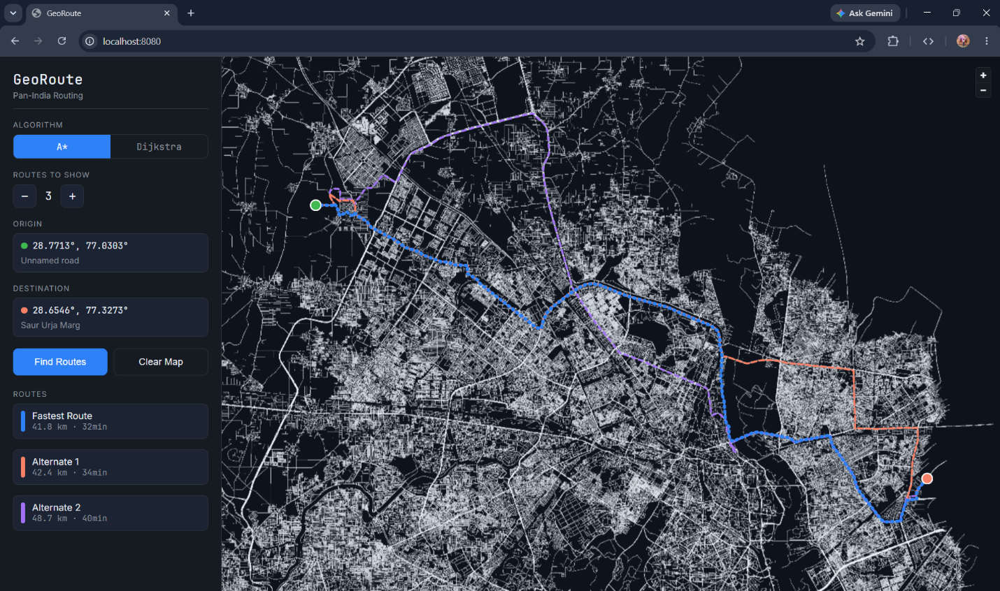 GeoRoute
Ask Gemini
localhost:8080
GeoRoute
Pan-India Routing
ALGORITHM
A*
Dijkstra
ROUTES TO SHOW
− 3 +
ORIGIN
28.7713°, 77.0303°
Unnamed road
DESTINATION
28.6546°, 77.3273°
Saur Urja Marg
Find Routes
Clear Map
ROUTES
Fastest Route
41.8 km · 32min
Alternate 1
42.4 km · 34min
Alternate 2
48.7 km · 40min
+
−